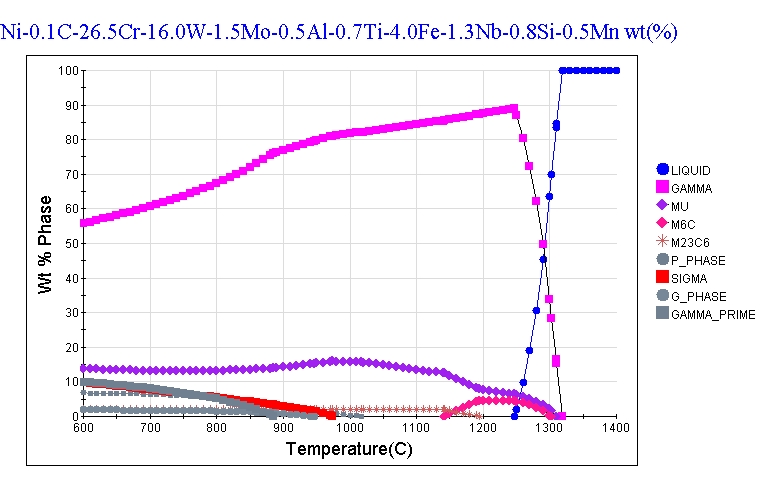 Ni-0.1C-26.5Cr-16.0W-1.5Mo-0.5Al-0.7Ti-4.0Fe-1.3Nb-0.8Si-0.5Mn wt(%)
100
90
80
70
60
50
40
30
20
10
0
Wt % Phase
600 700 800 900 1000 1100 1200 1300 1400
Temperature(C)
LIQUID
GAMMA
MU
M6C
M23C6
P_PHASE
SIGMA
G_PHASE
GAMMA_PRIME